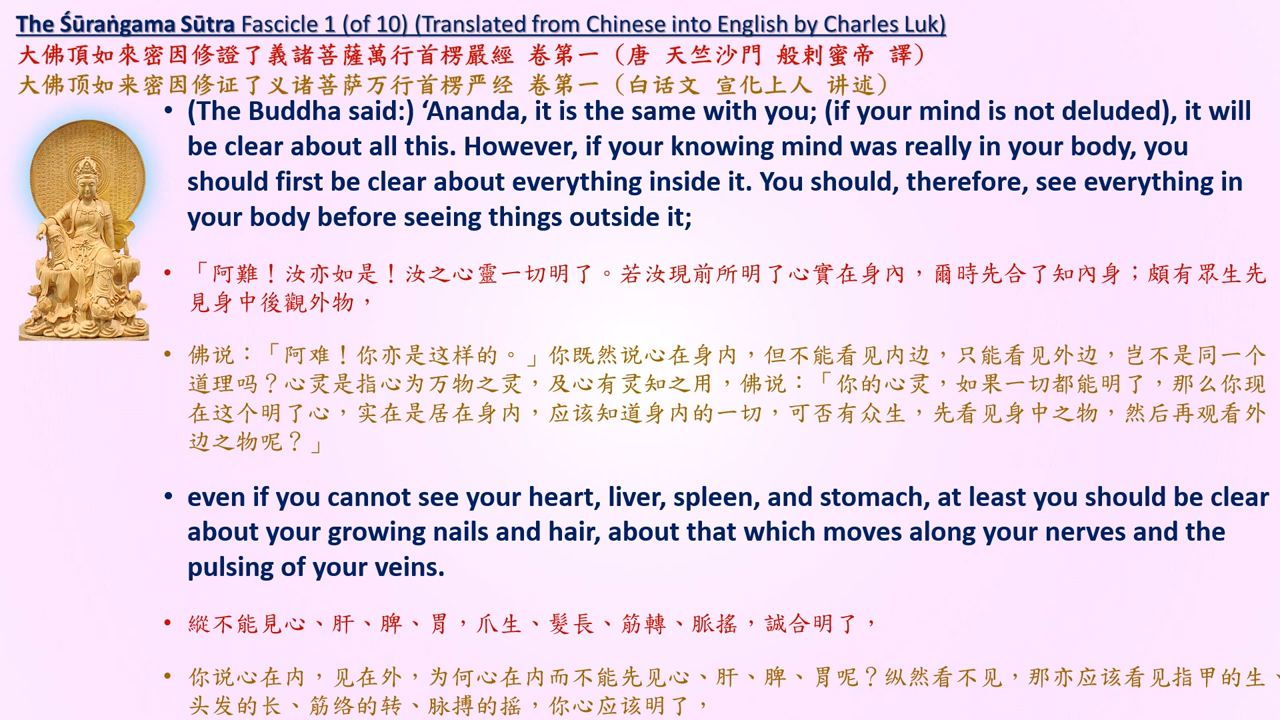 The Śūraṅgama Sūtra Fascicle 1 (of 10) (Translated from Chinese into English by Charles Luk)
大佛頂如來密因修證了義諸菩薩萬行首楞嚴經 卷第一（唐 天竺沙門 般剌蜜帝 譯）
大佛顶如来密因修证了义诸菩萨万行首楞严经 卷第一（白话文 宣化上人 讲述）
• (The Buddha said:) ‘Ananda, it is the same with you; (if your mind is not deluded), it will
be clear about all this. However, if your knowing mind was really in your body, you
should first be clear about everything inside it. You should, therefore, see everything in
your body before seeing things outside it;
• 「阿難！汝亦如是！汝之心靈一切明了。若汝現前所明了心實在身內，爾時先合了知內身；頗有眾生先
見身中後觀外物，
• 佛说：「阿难！你亦是这样的。」你既然说心在身内，但不能看见内边，只能看见外边，岂不是同一个
道理吗？心灵是指心为万物之灵，及心有灵知之用，佛说：「你的心灵，如果一切都能明了，那么你现
在这个明了心，实在是居在身内，应该知道身内的一切，可否有众生，先看见身中之物，然后再观看外
边之物呢？」
• even if you cannot see your heart, liver, spleen, and stomach, at least you should be clear
about your growing nails and hair, about that which moves along your nerves and the
pulsing of your veins.
• 縱不能見心、肝、脾、胃，爪生、髮長、筋轉、脈搖，誠合明了，
• 你说心在内，见在外，为何心在内而不能先见心、肝、脾、胃呢？纵然看不见，那亦应该看见指甲的生、
头发的长、筋络的转、脉搏的摇，你心应该明了，